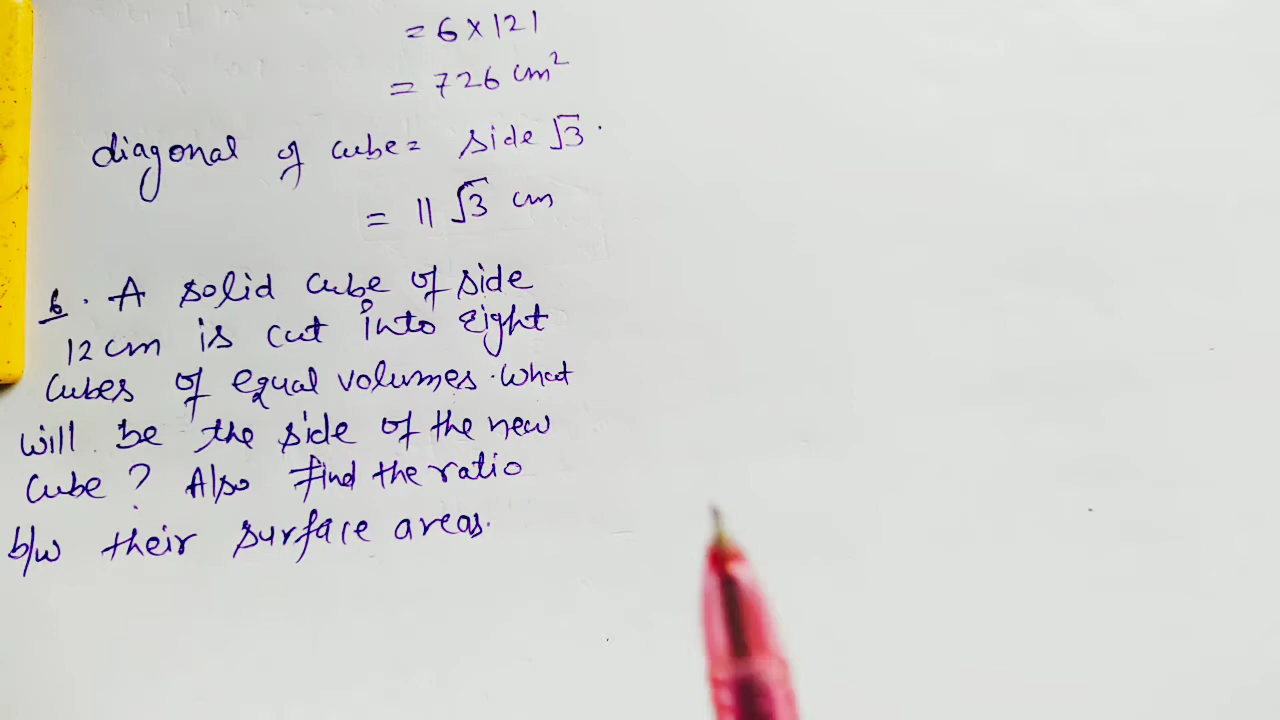 = 6 × 121
= 726 cm²
diagonal of cube = side √3.
= 11 √3 cm
6. A solid cube of side
12 cm is cut into eight
cubes of equal volumes. What
will be the side of the new
cube? Also find the ratio
b/w their surface areas.